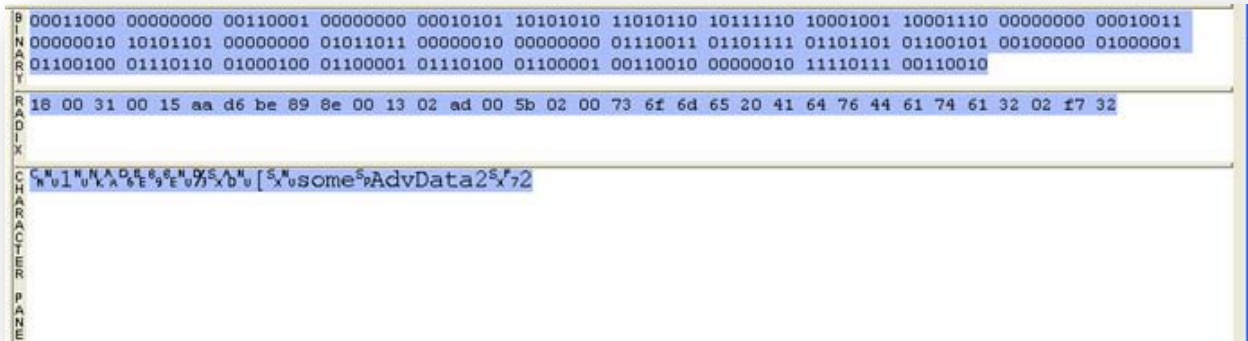 BINARY
00011000 00000000 00110001 00000000 00010101 10101010 11010110 10111110 10001001 10001110 00000000 00010011
00000010 10101101 00000000 01011011 00000010 00000000 01110011 01101111 01101101 01100101 00100000 01000001
01100100 01110110 01000100 01100001 01110100 01100001 00110010 00000010 11110111 00110010
RADIX
18 00 31 00 15 aa d6 be 89 8e 00 13 02 ad 00 5b 02 00 73 6f 6d 65 20 41 64 76 44 61 74 61 32 02 f7 32
CHARACTER PANE
some AdvData2